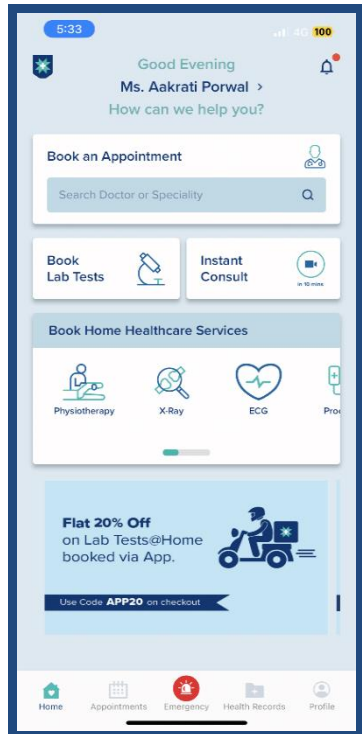 5:33
4G 100
Good Evening
Ms. Aakrati Porwal >
How can we help you?
Book an Appointment
Search Doctor or Speciality
Book
Lab Tests
Instant
Consult
in 10 mins
Book Home Healthcare Services
Physiotherapy
X-Ray
ECG
Pro
Flat 20% Off
on Lab Tests@Home
booked via App.
Use Code APP20 on checkout
Home
Appointments
Emergency
Health Records
Profile